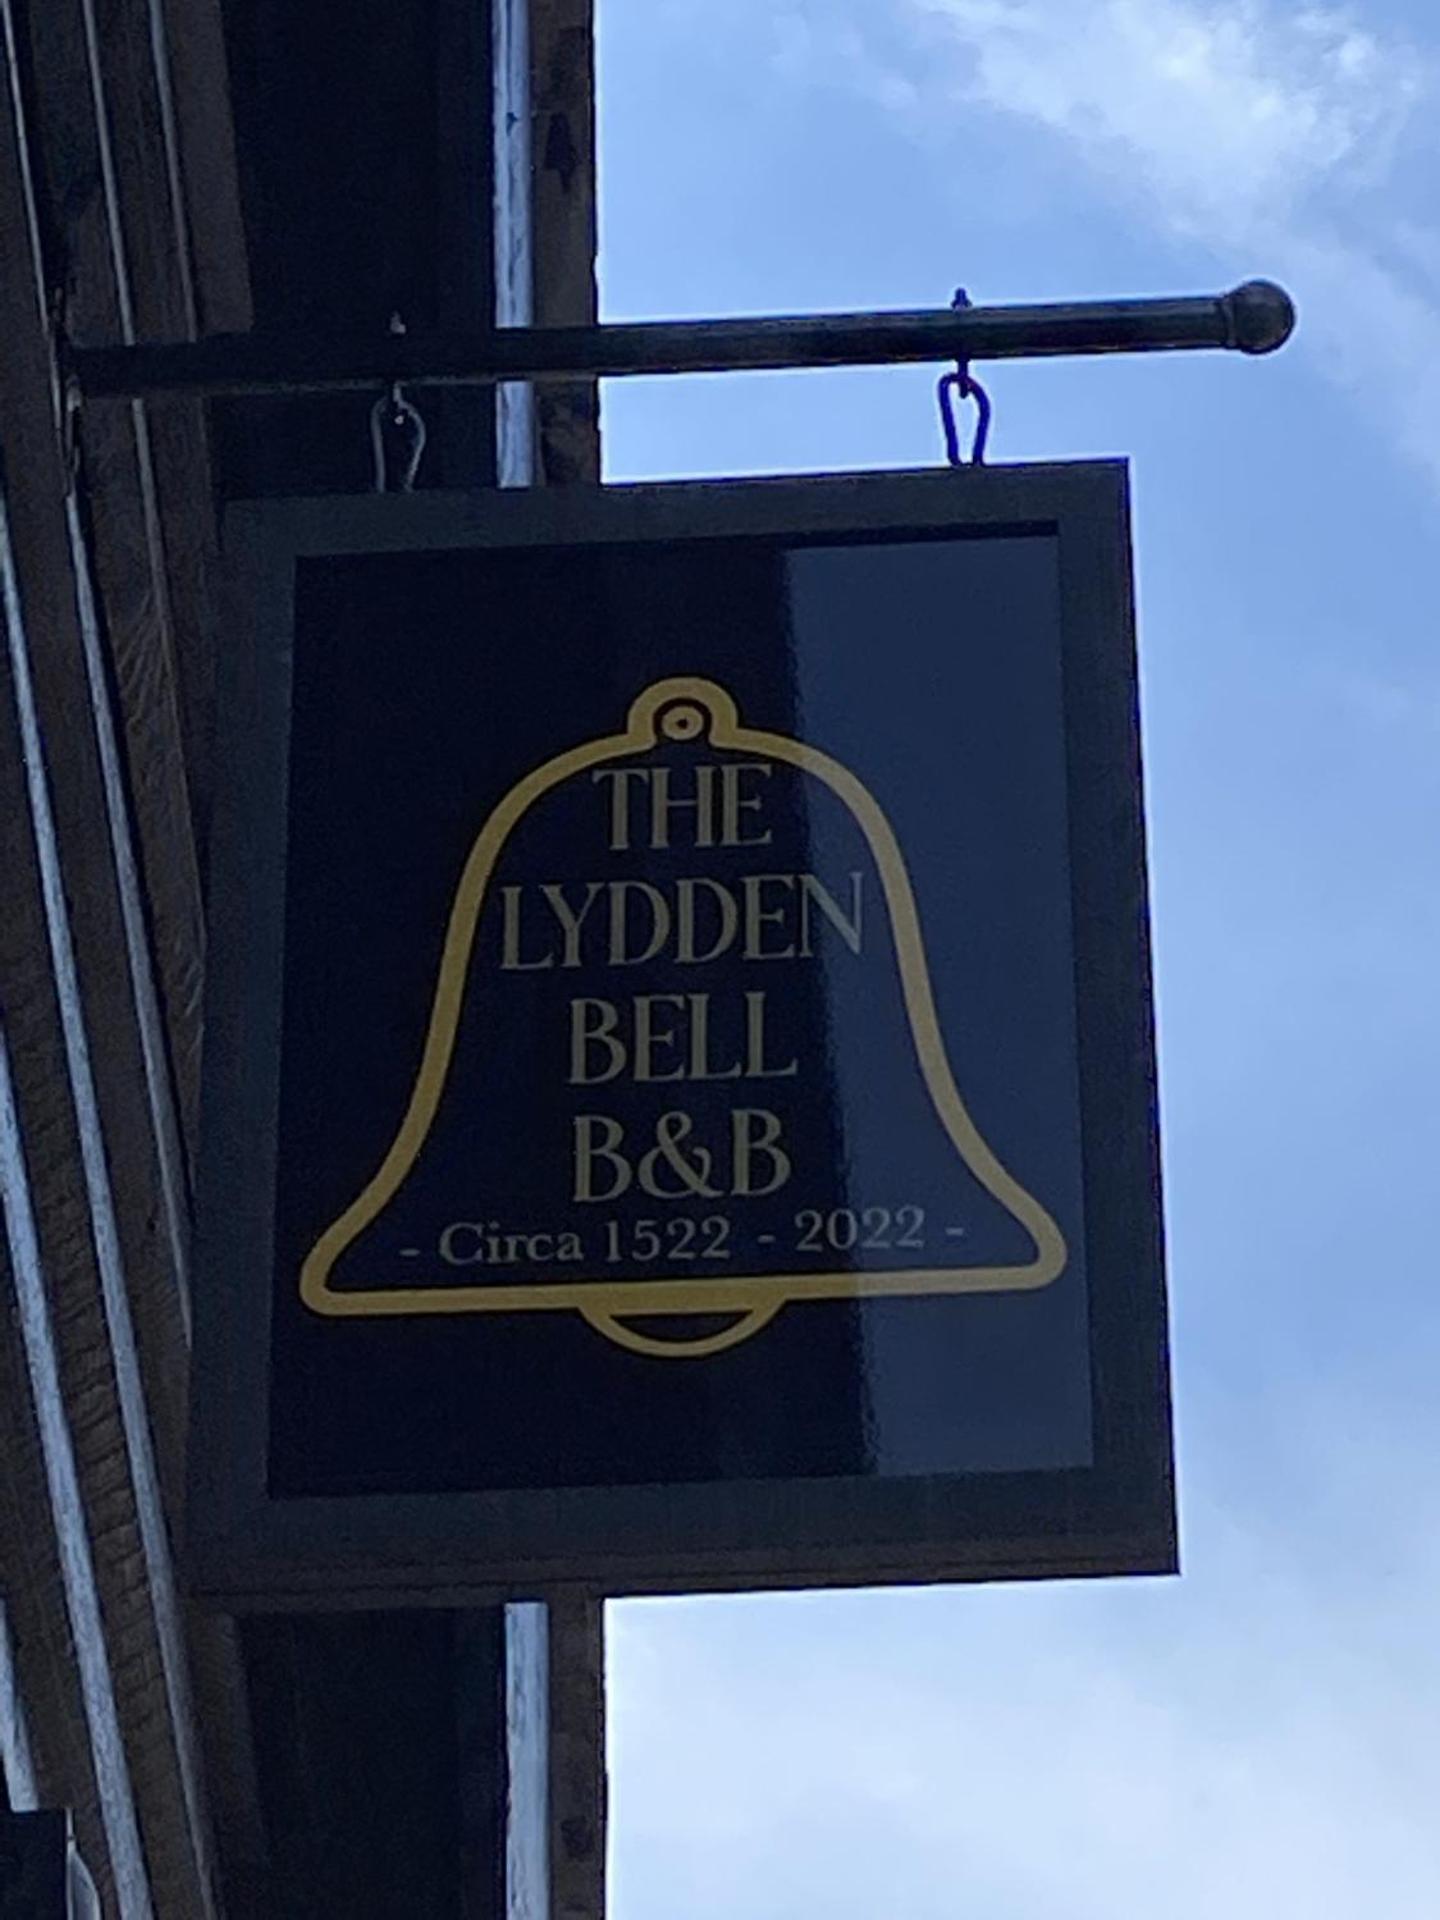 THE
LYDDEN
BELL
B&B
- Circa 1522 - 2022 -